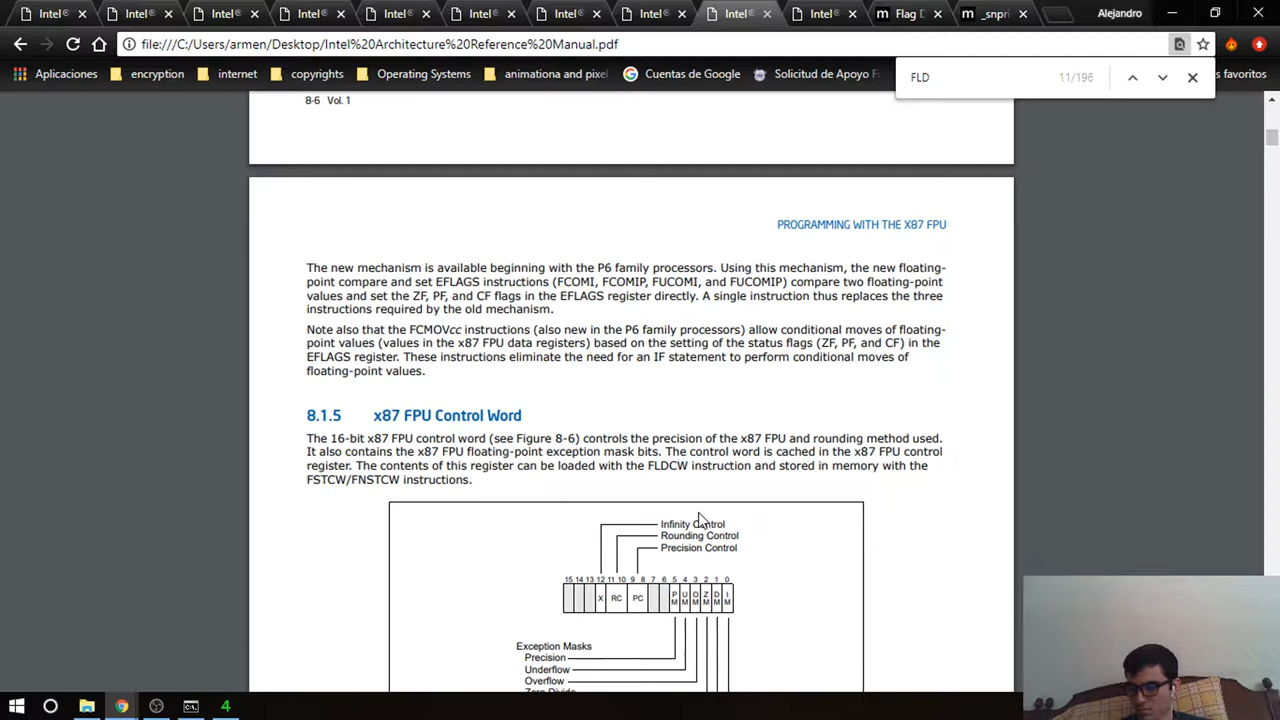 Intel®
Intel®
Intel®
Intel®
Intel®
Intel®
Intel®
Intel®
Intel®
Intel®
Flag D
_snpri
Alejandro
file:///C:/Users/armen/Desktop/Intel%20Architecture%20Reference%20Manual.pdf
Aplicaciones
encryption
internet
copyrights
Operating Systems
animationa and pixel
Cuentas de Google
Solicitud de Apoyo F
s favoritos
FLD
11/196
8-6 Vol. 1
PROGRAMMING WITH THE X87 FPU
The new mechanism is available beginning with the P6 family processors. Using this mechanism, the new floating-
point compare and set EFLAGS instructions (FCOMI, FCOMIP, FUCOMI, and FUCOMIP) compare two floating-point
values and set the ZF, PF, and CF flags in the EFLAGS register directly. A single instruction thus replaces the three
instructions required by the old mechanism.
Note also that the FCMOVcc instructions (also new in the P6 family processors) allow conditional moves of floating-
point values (values in the x87 FPU data registers) based on the setting of the status flags (ZF, PF, and CF) in the
EFLAGS register. These instructions eliminate the need for an IF statement to perform conditional moves of
floating-point values.
8.1.5 x87 FPU Control Word
The 16-bit x87 FPU control word (see Figure 8-6) controls the precision of the x87 FPU and rounding method used.
It also contains the x87 FPU floating-point exception mask bits. The control word is cached in the x87 FPU control
register. The contents of this register can be loaded with the FLDCW instruction and stored in memory with the
FSTCW/FNSTCW instructions.
Infinity Control
Rounding Control
Precision Control
15 14 13 12 11 10 9 8 7 6 5 4 3 2 1 0
X RC PC PM UM OM ZM DM IM
Exception Masks
Precision
Underflow
Overflow
Zero Divide
4